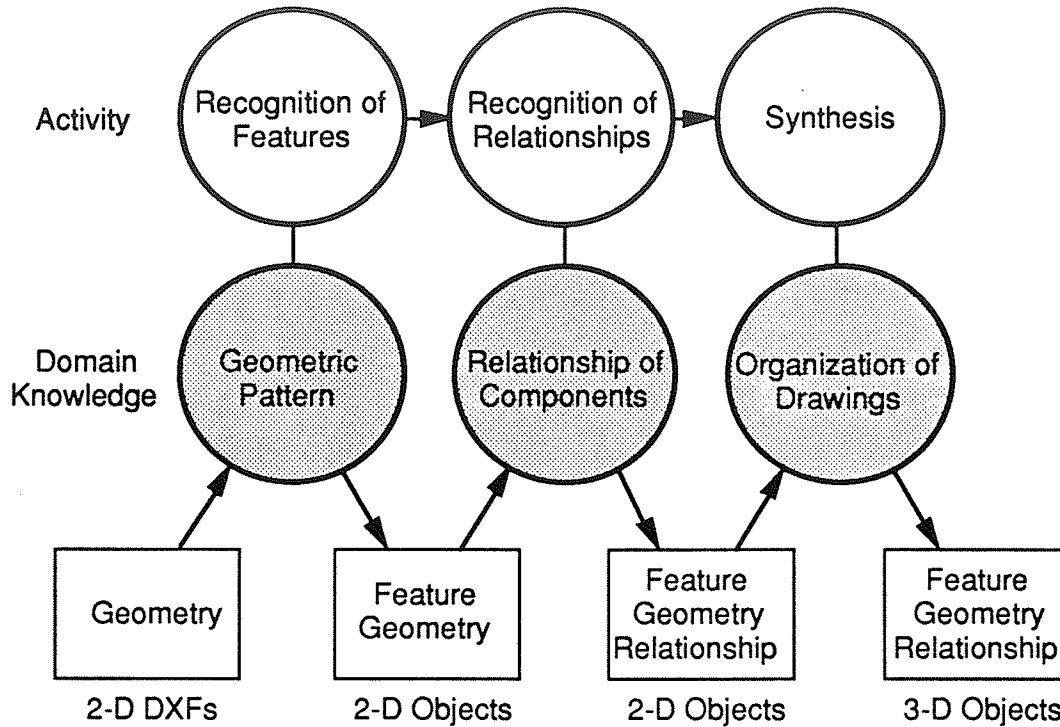 Activity
Recognition of
Features
Recognition of
Relationships
Synthesis
Domain
Knowledge
Geometric
Pattern
Relationship of
Components
Organization of
Drawings
Geometry
Feature
Geometry
Feature
Geometry
Relationship
Feature
Geometry
Relationship
2-D DXFs
2-D Objects
2-D Objects
3-D Objects